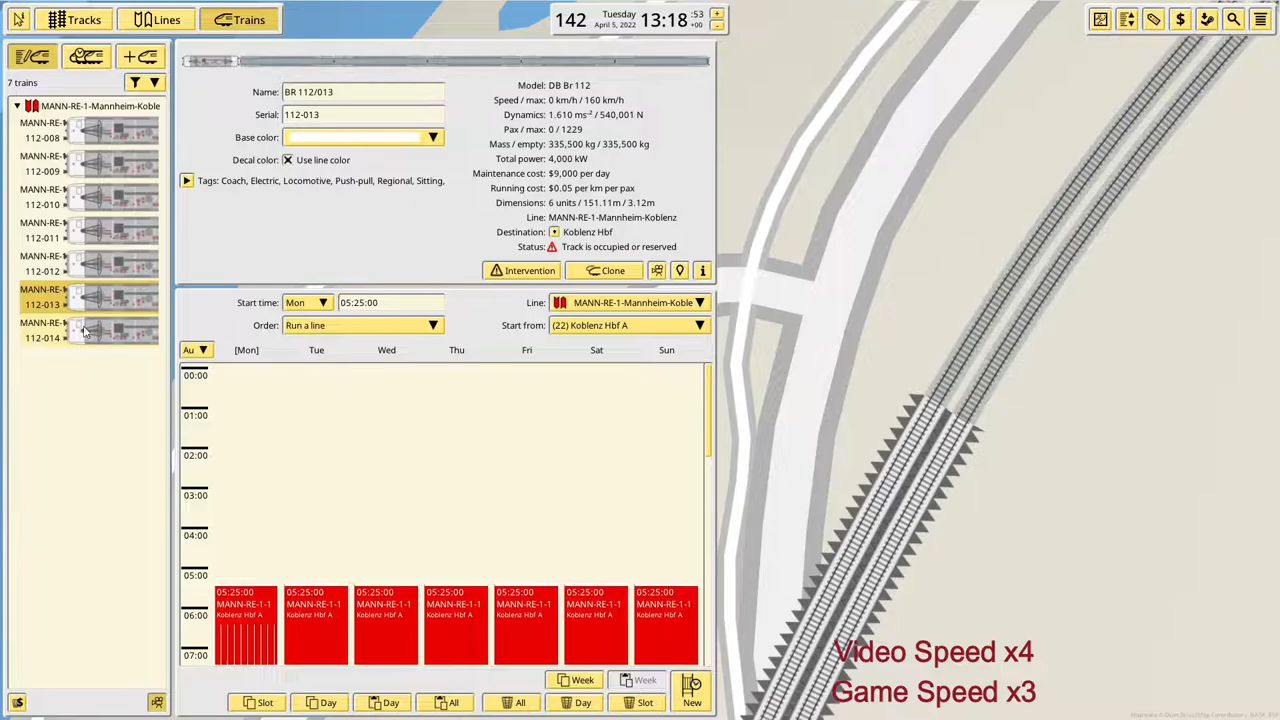 Tracks
Lines
Trains
142
Tuesday
April 5, 2022
13:18
:53
+00
$
7 trains
MANN-RE-1-Mannheim-Koble
MANN-RE-
112-008
MANN-RE-
112-009
MANN-RE-
112-010
MANN-RE-
112-011
MANN-RE-
112-012
MANN-RE-
112-013
MANN-RE-
112-014
Name:
BR 112/013
Serial:
112-013
Base color:
Decal color:
Use line color
Tags: Coach, Electric, Locomotive, Push-pull, Regional, Sitting,
Model: DB Br 112
Speed / max: 0 km/h / 160 km/h
Dynamics: 1.610 ms⁻² / 540,001 N
Pax / max: 0 / 1229
Mass / empty: 335,500 kg / 335,500 kg
Total power: 4,000 kW
Maintenance cost: $9,000 per day
Running cost: $0.05 per km per pax
Dimensions: 6 units / 151.11m / 3.12m
Line: MANN-RE-1-Mannheim-Koblenz
Destination: Koblenz Hbf
Status: Track is occupied or reserved
Intervention
Clone
Start time:
Mon
05:25:00
Line:
MANN-RE-1-Mannheim-Koble
Order:
Run a line
Start from:
(22) Koblenz Hbf A
Au
[Mon] Tue Wed Thu Fri Sat Sun
00:00
01:00
02:00
03:00
04:00
05:00
06:00
07:00
05:25:00 05:25:00 05:25:00 05:25:00 05:25:00 05:25:00 05:25:00
MANN-RE-1-1 MANN-RE-1-1 MANN-RE-1-1 MANN-RE-1-1 MANN-RE-1-1 MANN-RE-1-1 MANN-RE-1-1
Koblenz Hbf A Koblenz Hbf A Koblenz Hbf A Koblenz Hbf A Koblenz Hbf A Koblenz Hbf A Koblenz Hbf A
Week
Week
Slot
Day
Day
All
All
Day
Slot
New
Video Speed x4
Game Speed x3